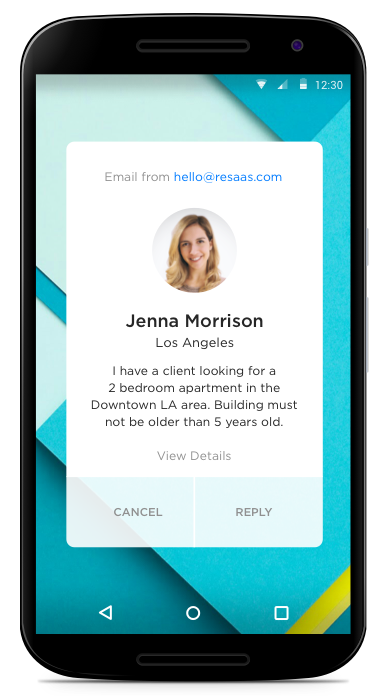 12:30
Email from hello@resaas.com
Jenna Morrison
Los Angeles
I have a client looking for a
2 bedroom apartment in the
Downtown LA area. Building must
not be older than 5 years old.
View Details
CANCEL
REPLY